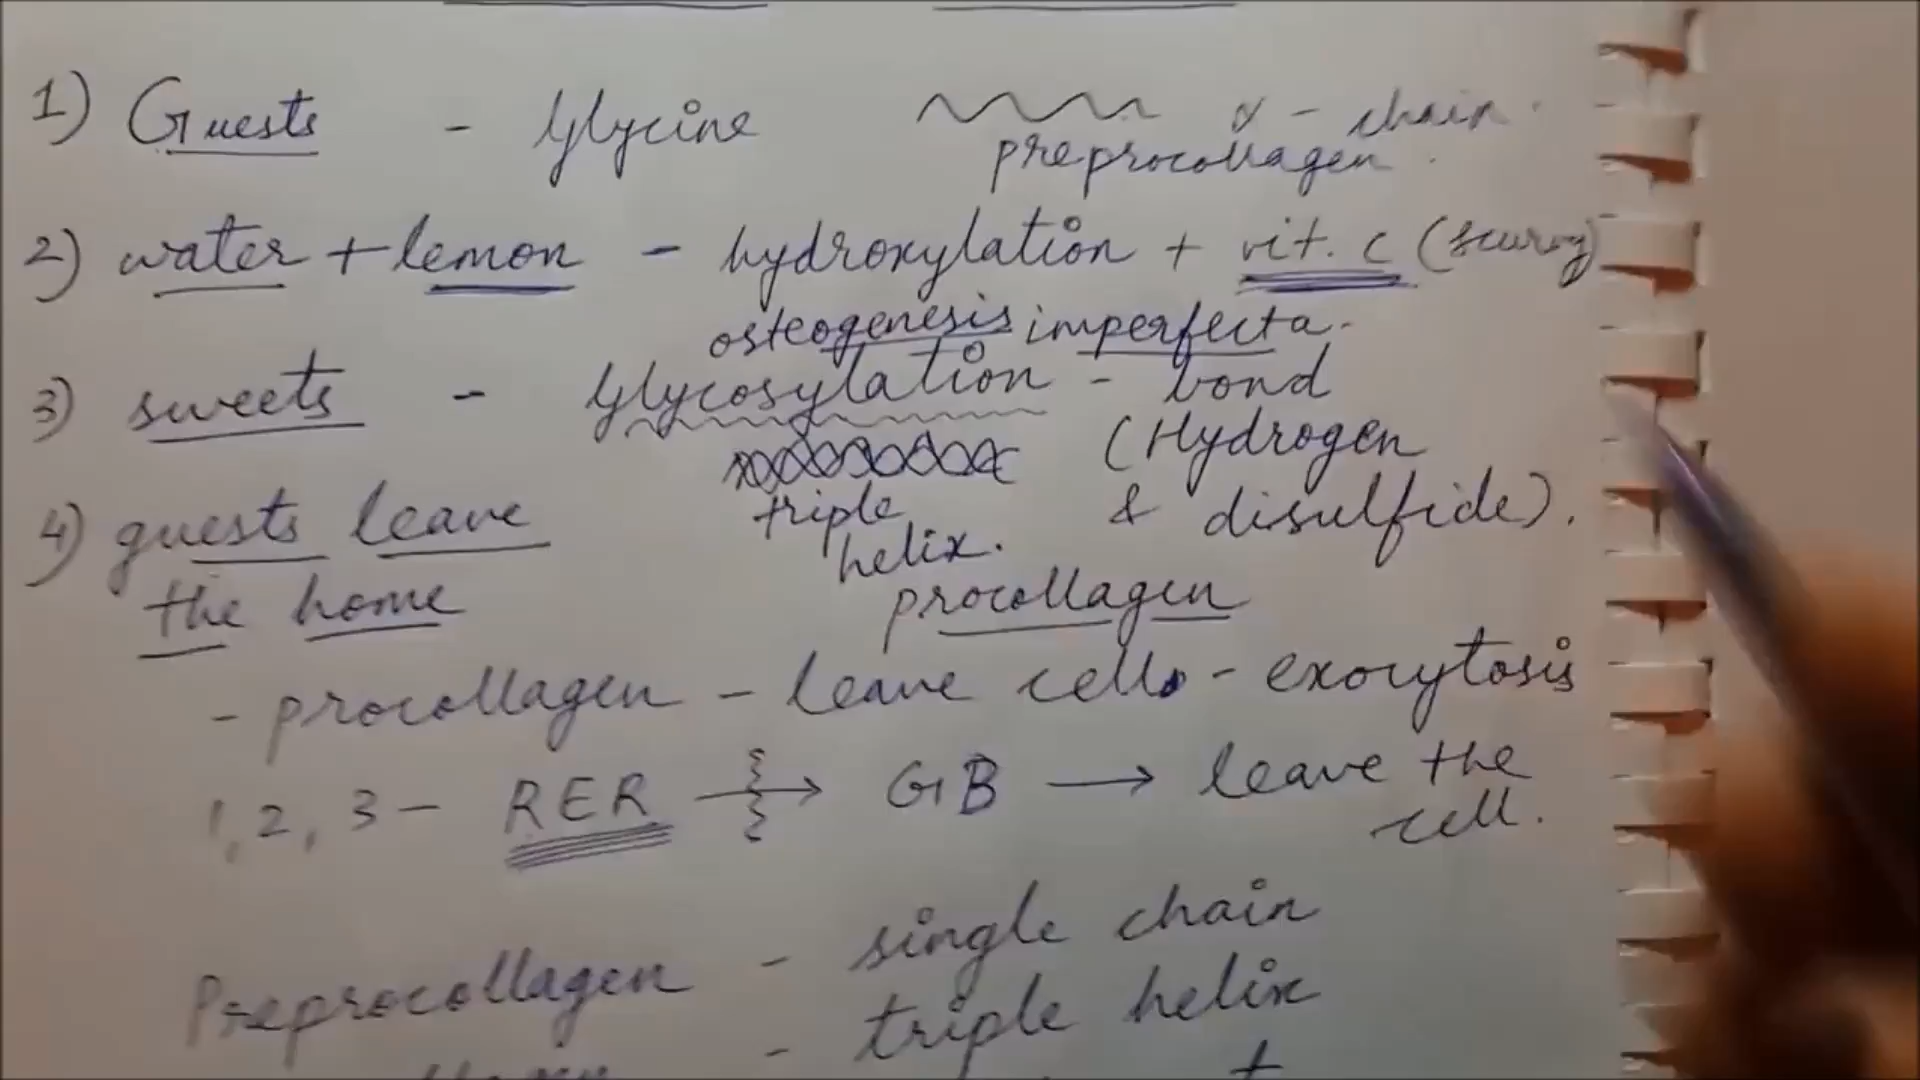 1) Guests - Glycine α - chain.
preprocollagen.
2) water + lemon - hydroxylation + vit. C (scurvy)
osteogenesis imperfecta.
3) sweets - Glycosylation - bond
(Hydrogen
& disulfide).
triple
helix.
procollagen
4) guests leave
the home
- procollagen - leave cell - exocytosis
1, 2, 3 - RER → GB → leave the
cell.
Preprocollagen - single chain
- triple helix